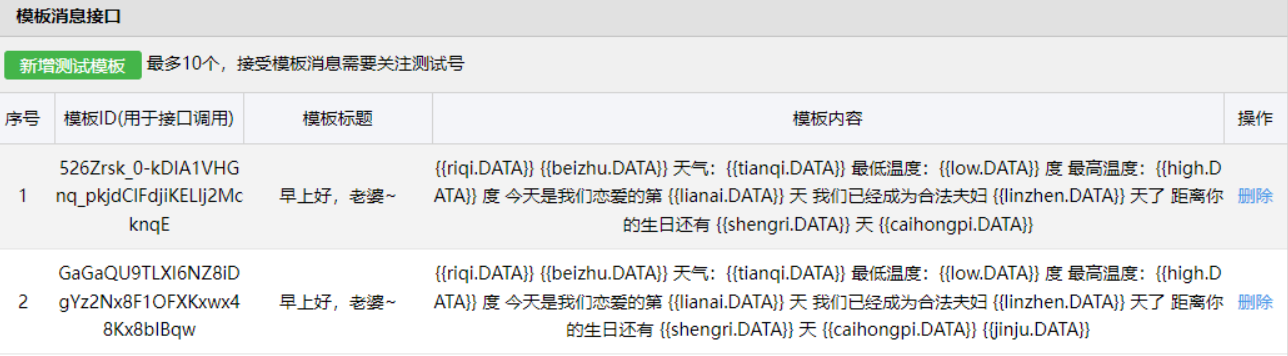 模板消息接口
新增测试模板 最多10个，接受模板消息需要关注测试号
序号 模板ID(用于接口调用) 模板标题 模板内容 操作
1
526Zrsk_0-kDIA1VHG
nq_pkjdClFdjiKELlj2Mc
knqE
早上好，老婆~
{{riqi.DATA}} {{beizhu.DATA}} 天气：{{tianqi.DATA}} 最低温度：{{low.DATA}} 度 最高温度：{{high.D
ATA}} 度 今天是我们恋爱的第 {{lianai.DATA}} 天 我们已经成为合法夫妇 {{linzhen.DATA}} 天了 距离你
的生日还有 {{shengri.DATA}} 天 {{caihongpi.DATA}}
删除
2
GaGaQU9TLXl6NZ8iD
gYz2Nx8F1OFXKxwx4
8Kx8bIBqw
早上好，老婆~
{{riqi.DATA}} {{beizhu.DATA}} 天气：{{tianqi.DATA}} 最低温度：{{low.DATA}} 度 最高温度：{{high.D
ATA}} 度 今天是我们恋爱的第 {{lianai.DATA}} 天 我们已经成为合法夫妇 {{linzhen.DATA}} 天了 距离你
的生日还有 {{shengri.DATA}} 天 {{caihongpi.DATA}} {{jinju.DATA}}
删除